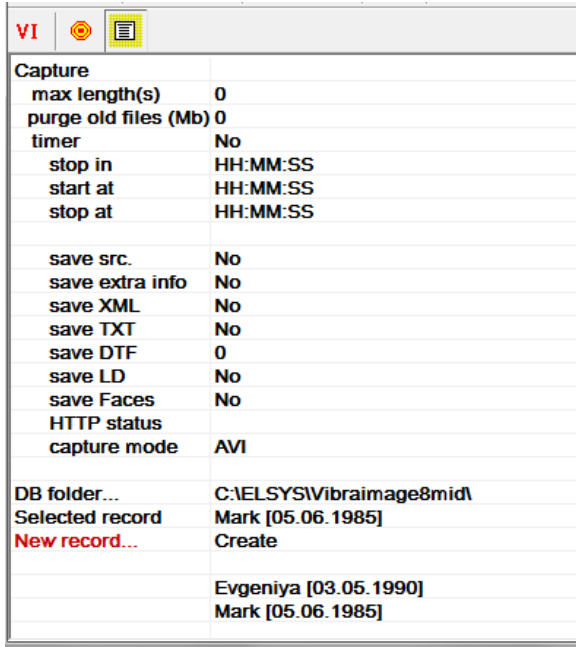 VI
Capture
max length(s) 0
purge old files (Mb) 0
timer No
stop in HH:MM:SS
start at HH:MM:SS
stop at HH:MM:SS
save src. No
save extra info No
save XML No
save TXT No
save DTF 0
save LD No
save Faces No
HTTP status
capture mode AVI
DB folder... C:\ELSYS\Vibraimage8mid\
Selected record Mark [05.06.1985]
New record... Create
Evgeniya [03.05.1990]
Mark [05.06.1985]